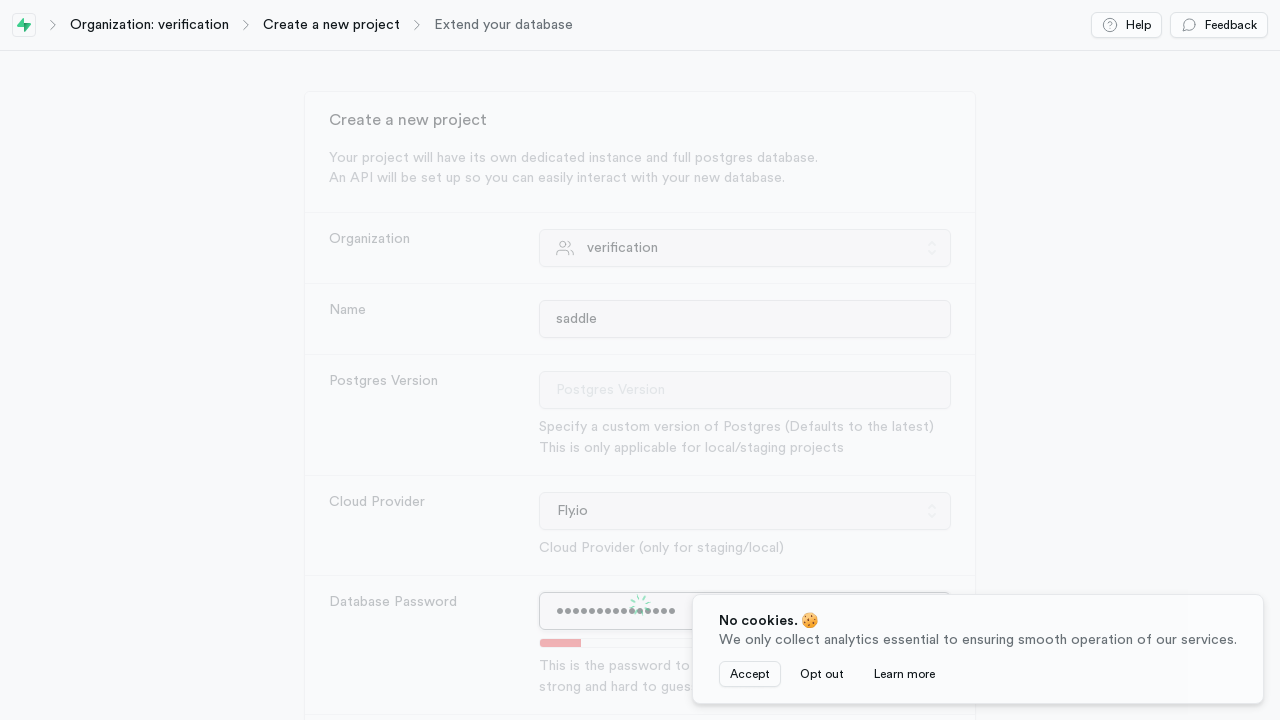 Organization: verification
Create a new project
Extend your database
Help
Feedback
Create a new project
Your project will have its own dedicated instance and full postgres database.
An API will be set up so you can easily interact with your new database.
Organization
verification
Name
saddle
Postgres Version
Postgres Version
Specify a custom version of Postgres (Defaults to the latest)
This is only applicable for local/staging projects
Cloud Provider
Fly.io
Cloud Provider (only for staging/local)
Database Password
This is the password to
strong and hard to gues
No cookies. 🍪
We only collect analytics essential to ensuring smooth operation of our services.
Accept
Opt out
Learn more